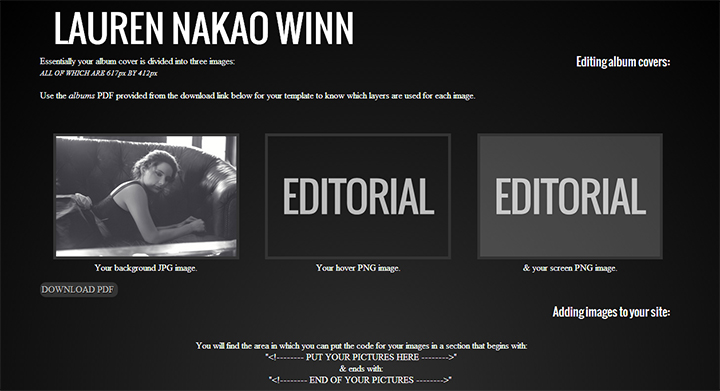 LAUREN NAKAO WINN
Editing album covers:
Essentially your album cover is divided into three images:
ALL OF WHICH ARE 617px BY 412px
Use the albums PDF provided from the download link below for your template to know which layers are used for each image.
EDITORIAL
EDITORIAL
Your background JPG image.
Your hover PNG image.
& your screen PNG image.
DOWNLOAD PDF
Adding images to your site:
You will find the area in which you can put the code for your images in a section that begins with:
"<!-------- PUT YOUR PICTURES HERE -------->"
& ends with:
"<!-------- END OF YOUR PICTURES -------->"